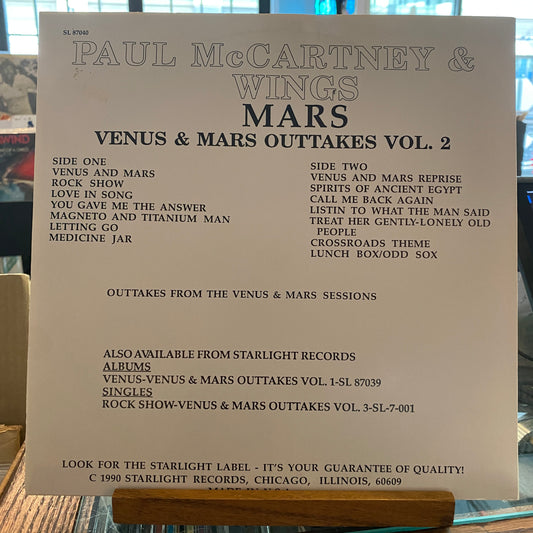 SL 87040
PAUL McCARTNEY &
WINGS
MARS
VENUS & MARS OUTTAKES VOL. 2
SIDE ONE
VENUS AND MARS
ROCK SHOW
LOVE IN SONG
YOU GAVE ME THE ANSWER
MAGNETO AND TITANIUM MAN
LETTING GO
MEDICINE JAR
SIDE TWO
VENUS AND MARS REPRISE
SPIRITS OF ANCIENT EGYPT
CALL ME BACK AGAIN
LISTIN TO WHAT THE MAN SAID
TREAT HER GENTLY-LONELY OLD
PEOPLE
CROSSROADS THEME
LUNCH BOX/ODD SOX
OUTTAKES FROM THE VENUS & MARS SESSIONS
ALSO AVAILABLE FROM STARLIGHT RECORDS
ALBUMS
VENUS-VENUS & MARS OUTTAKES VOL. 1-SL 87039
SINGLES
ROCK SHOW-VENUS & MARS OUTTAKES VOL. 3-SL-7-001
LOOK FOR THE STARLIGHT LABEL - IT'S YOUR GUARANTEE OF QUALITY!
C 1990 STARLIGHT RECORDS, CHICAGO, ILLINOIS, 60609
MADE IN U.S.A.